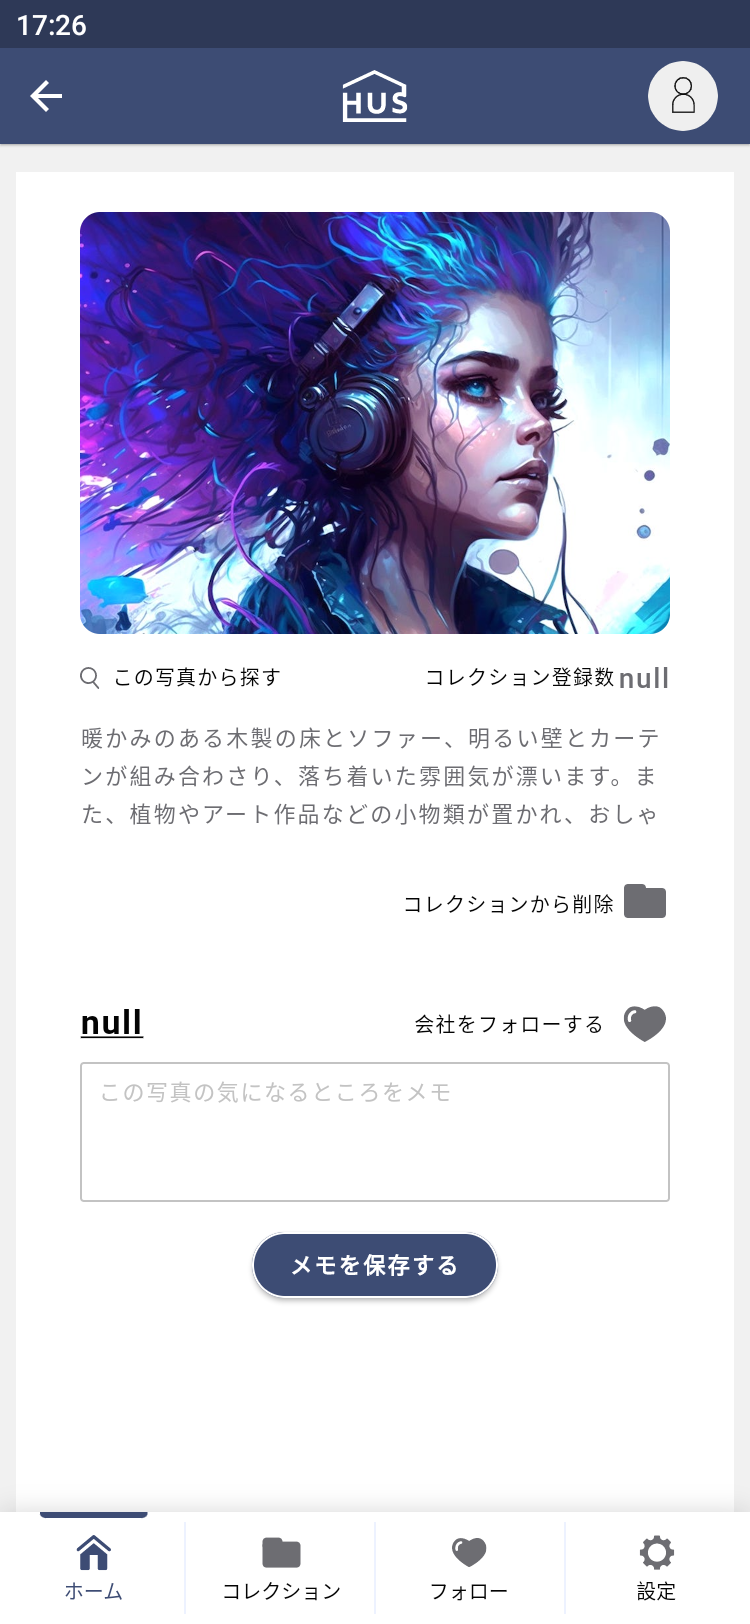 17:26
HUS
この写真から探す
コレクション登録数 null
暖かみのある木製の床とソファー、明るい壁とカーテ
ンが組み合わさり、落ち着いた雰囲気が漂います。ま
た、植物やアート作品などの小物類が置かれ、おしゃ
コレクションから削除
null
会社をフォローする
この写真の気になるところをメモ
メモを保存する
ホーム
コレクション
フォロー
設定